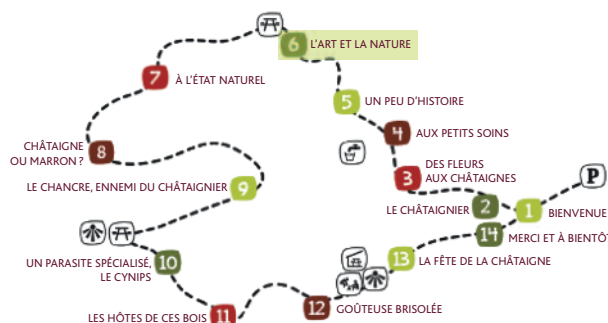 6 L'ART ET LA NATURE
7 À L'ÉTAT NATUREL
5 UN PEU D'HISTOIRE
4 AUX PETITS SOINS
CHÂTAIGNE
OU MARRON ? 8
3 DES FLEURS
AUX CHÂTAIGNES
P
LE CHANCRE, ENNEMI DU CHÂTAIGNIER 9
LE CHÂTAIGNIER 2
1 BIENVENUE
14 MERCI ET À BIENTÔT
10
UN PARASITE SPÉCIALISÉ,
LE CYNIPS
13 LA FÊTE DE LA CHÂTAIGNE
12 GOÛTEUSE BRISOLÉE
LES HÔTES DE CES BOIS 11